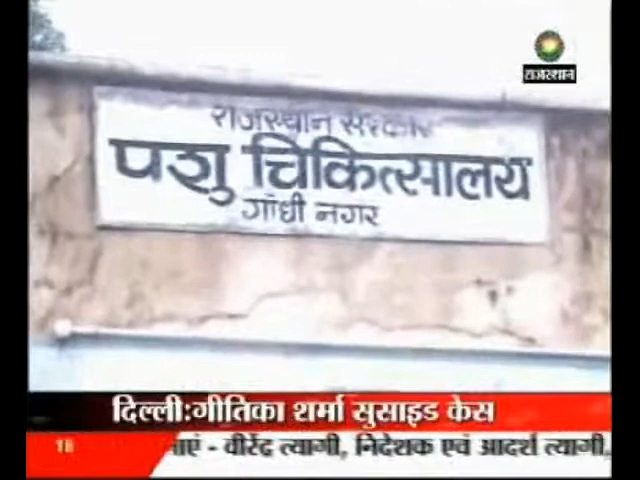 राजस्थान
राजस्थान सरकार
पशु चिकित्सालय
गांधी नगर
दिल्ली:गीतिका शर्मा सुसाइड केस
18
- वीरेंद्र त्यागी, निदेशक एवं आदर्श त्यागी,